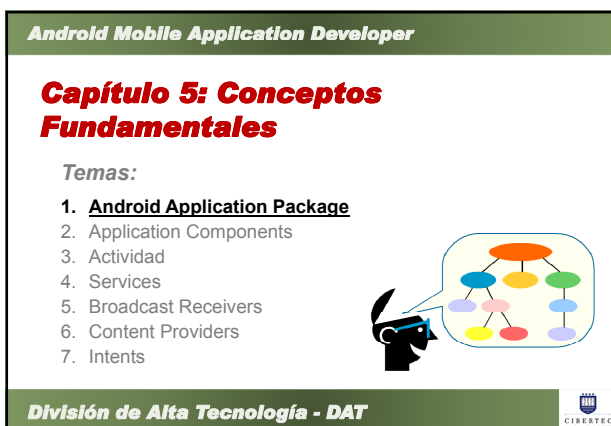 Android Mobile Application Developer
Capítulo 5: Conceptos
Fundamentales
Temas:
1. Android Application Package
2. Application Components
3. Actividad
4. Services
5. Broadcast Receivers
6. Content Providers
7. Intents
División de Alta Tecnología - DAT
CIBERTEC